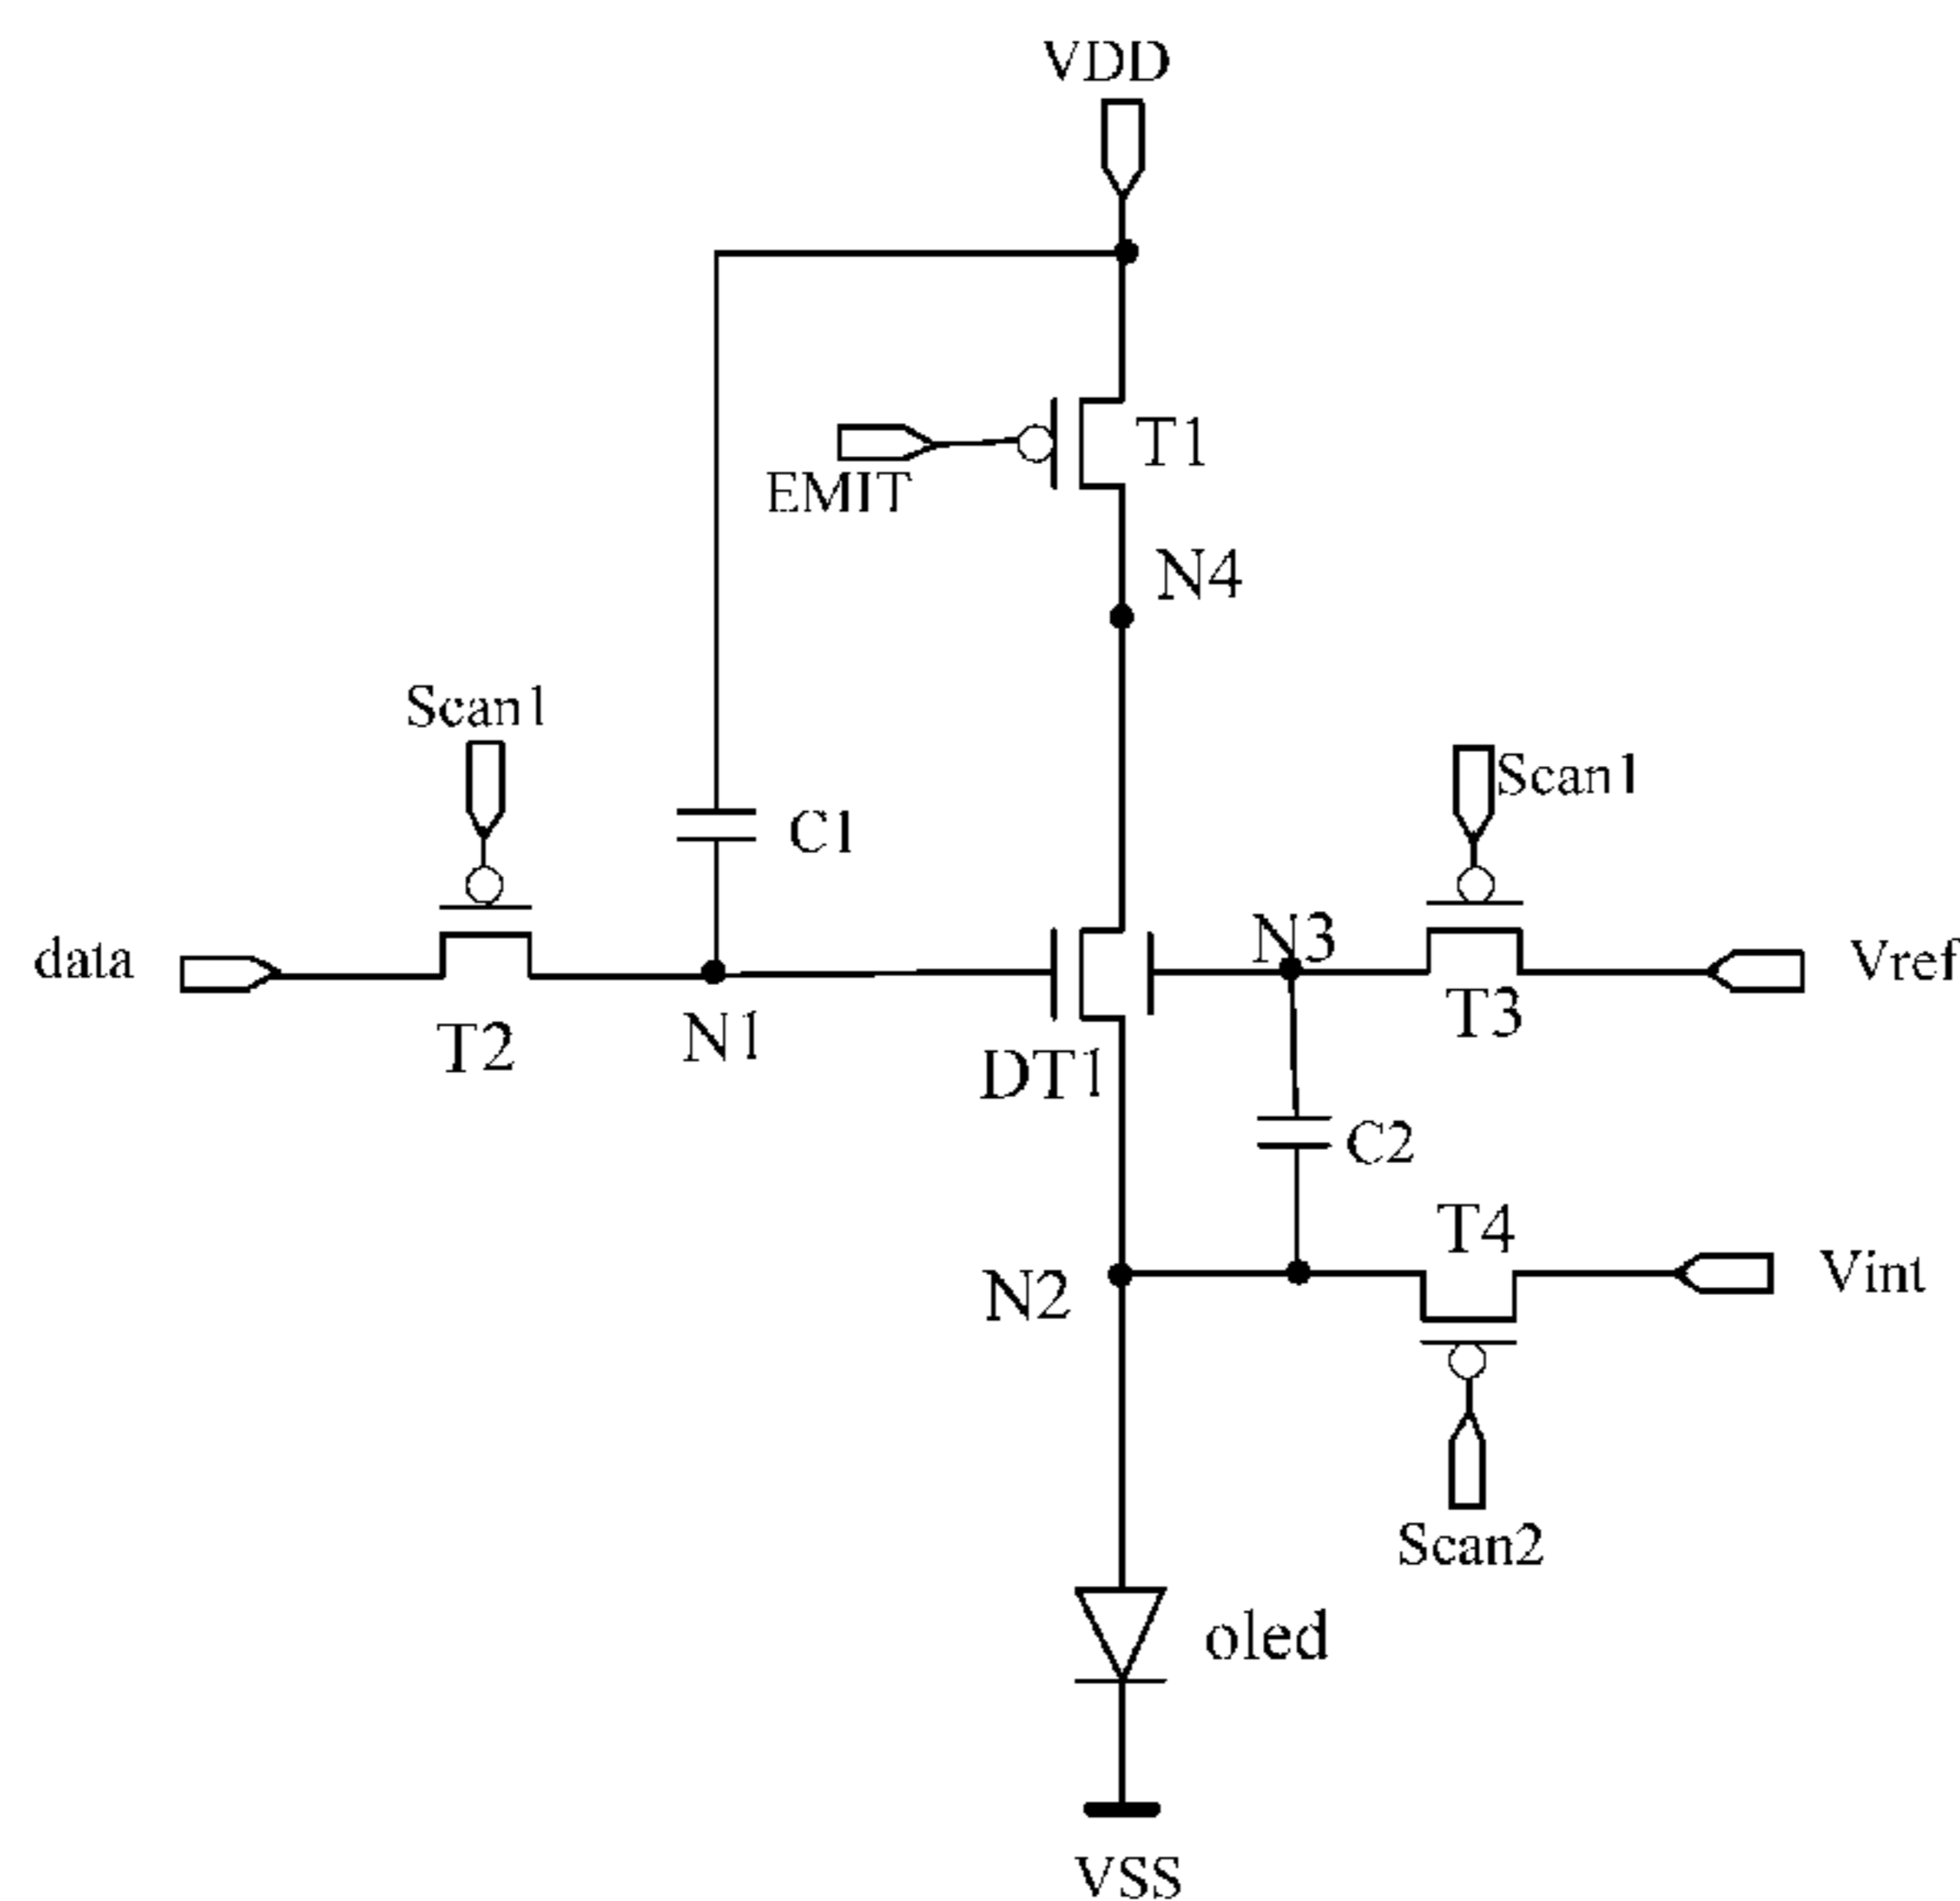 VDD
T1
EMIT
N4
Scan1
Scan1
C1
N3
data
Vref
T3
N1
T2
DT1
C2
T4
N2
Vint
Scan2
oled
VSS